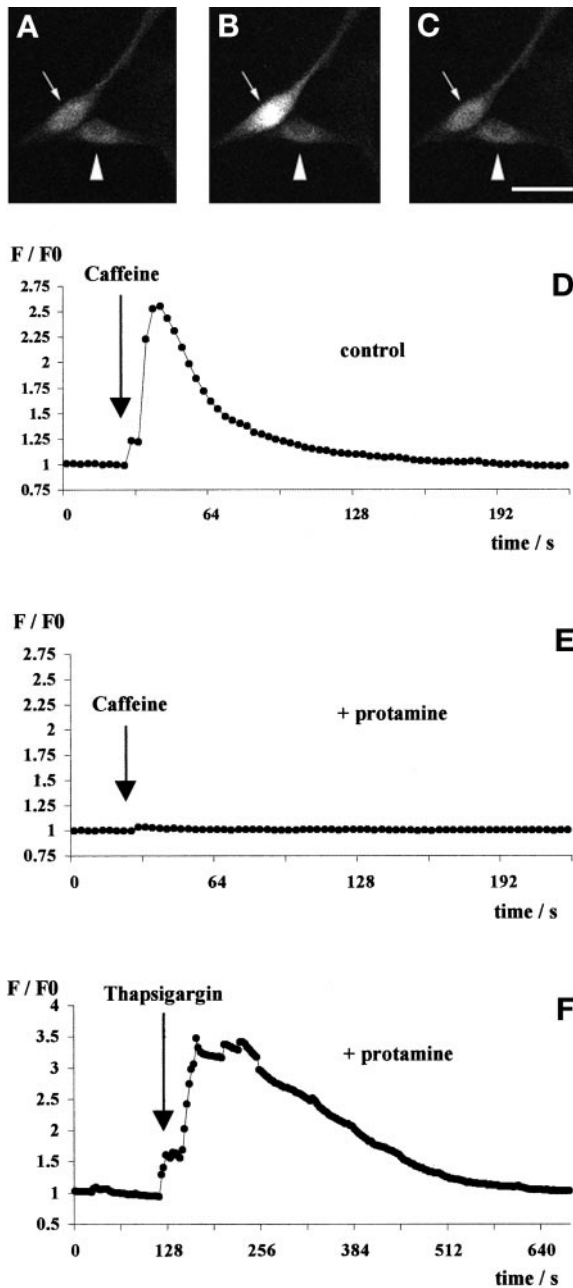 A
B
C
F / F0
D
Caffeine
control
2.75
2.5
2.25
2
1.75
1.5
1.25
1
0.75
0 64 128 192
time / s
F / F0
E
Caffeine
+ protamine
2.75
2.5
2.25
2
1.75
1.5
1.25
1
0.75
0 64 128 192
time / s
F / F0
F
Thapsigargin
+ protamine
4
3.5
3
2.5
2
1.5
1
0.5
0 128 256 384 512 640
time / s